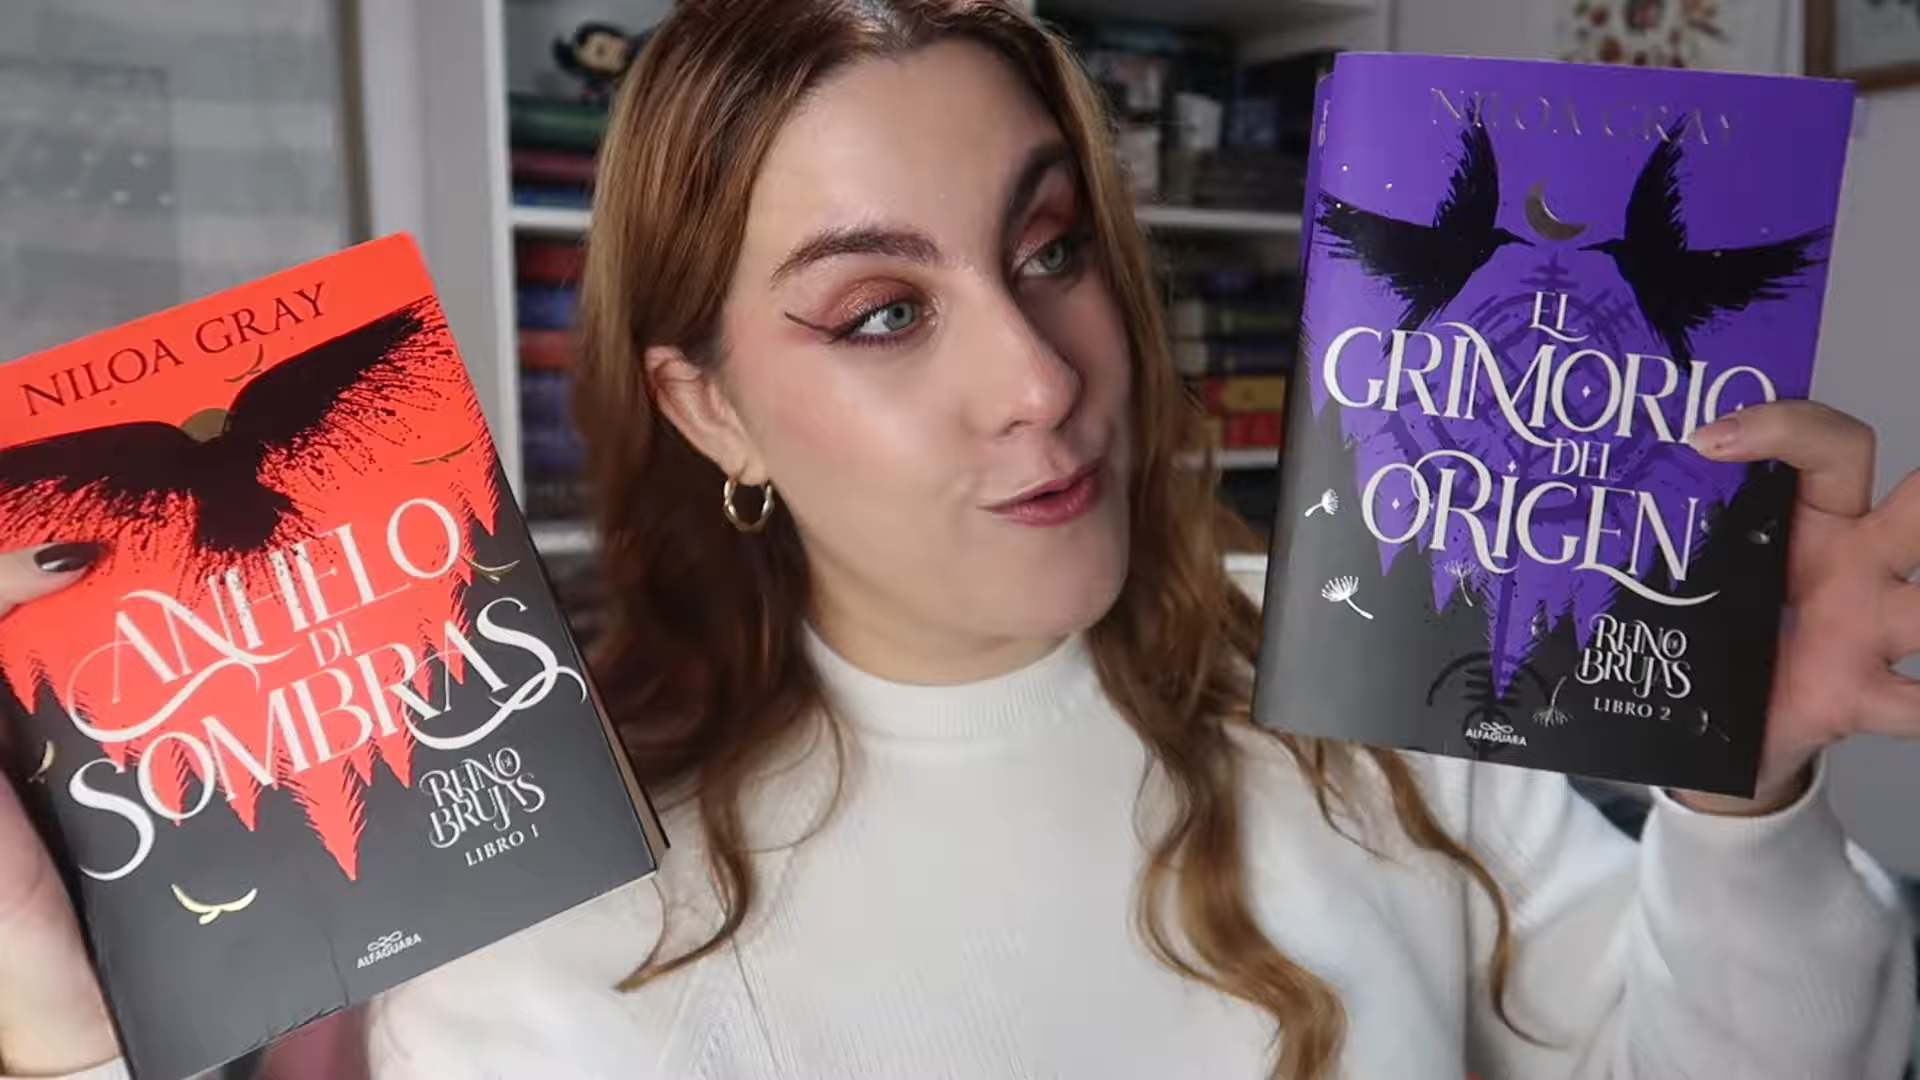 NILOA GRAY
ANHELO
DE
SOMBRAS
REINO DE
BRUJAS
LIBRO 1
ALFAGUARA
NILOA GRAY
EL
GRIMORIO
DEL
ORIGEN
REINO DE
BRUJAS
LIBRO 2
ALFAGUARA